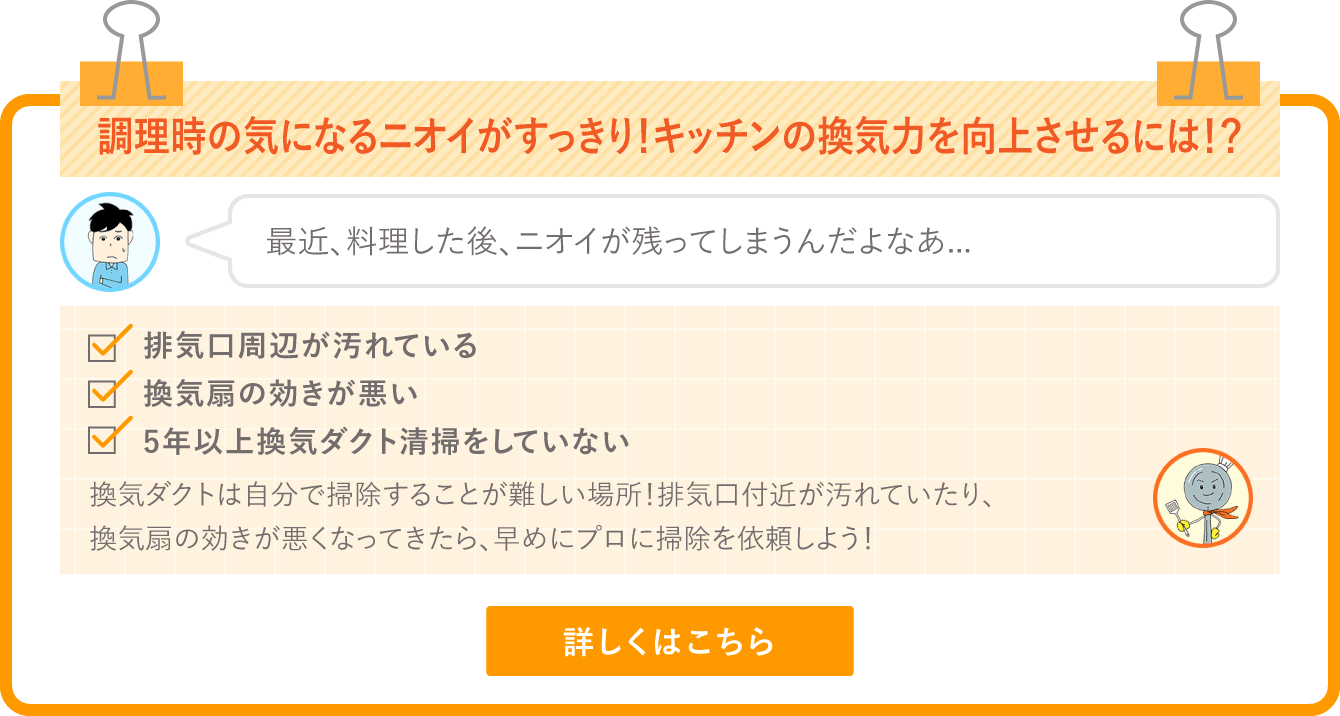 調理時の気になるニオイがすっきり!キッチンの換気力を向上させるには!?
最近、料理した後、ニオイが残ってしまうんだよなあ...
排気口周辺が汚れている
換気扇の効きが悪い
5年以上換気ダクト清掃をしていない
換気ダクトは自分で掃除することが難しい場所!排気口付近が汚れていたり、
換気扇の効きが悪くなってきたら、早めにプロに掃除を依頼しよう!
詳しくはこちら